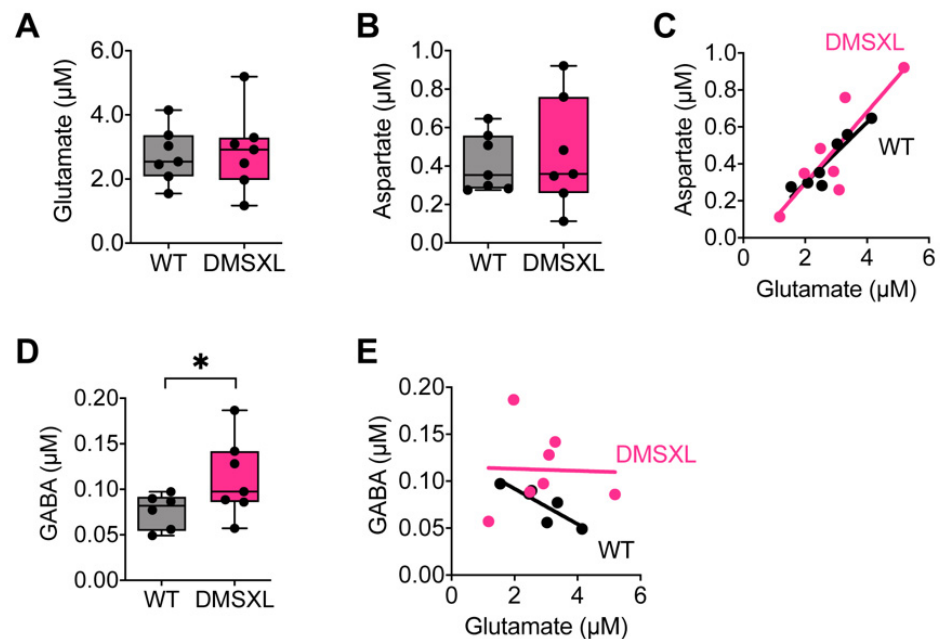 A
Glutamate (µM)
6.0
4.0
2.0
0.0
WT DMSXL
B
Aspartate (µM)
1.0
0.8
0.6
0.4
0.2
0.0
WT DMSXL
C
DMSXL
Aspartate (µM)
1.0
0.8
0.6
0.4
0.2
0.0
WT
0 2 4 6
Glutamate (µM)
D
*
GABA (µM)
0.20
0.15
0.10
0.05
0.00
WT DMSXL
E
GABA (µM)
0.20
0.15
0.10
0.05
0.00
DMSXL
WT
0 2 4 6
Glutamate (µM)